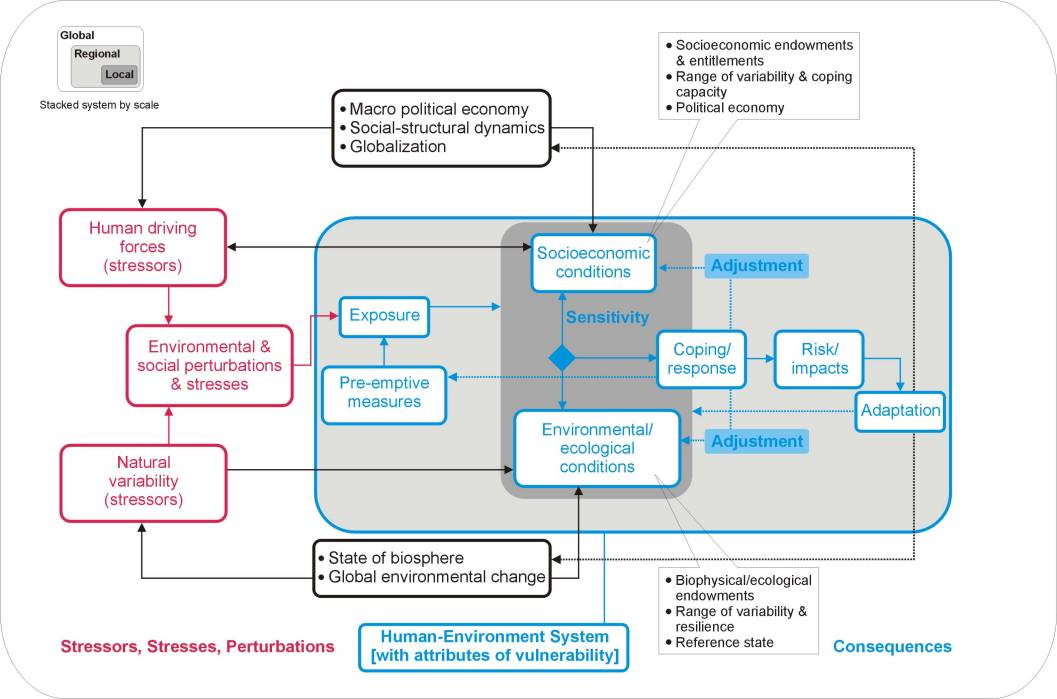 Global
Regional
Local
Stacked system by scale
• Macro political economy
• Social-structural dynamics
• Globalization
• Socioeconomic endowments
& entitlements
• Range of variability & coping
capacity
• Political economy
Human driving
forces
(stressors)
Socioeconomic
conditions
Adjustment
Exposure
Sensitivity
Environmental &
social perturbations
& stresses
Coping/
response
Risk/
impacts
Pre-emptive
measures
Adaptation
Environmental/
ecological
conditions
Adjustment
Natural
variability
(stressors)
• State of biosphere
• Global environmental change
• Biophysical/ecological
endowments
• Range of variability &
resilience
• Reference state
Stressors, Stresses, Perturbations
Human-Environment System
[with attributes of vulnerability]
Consequences